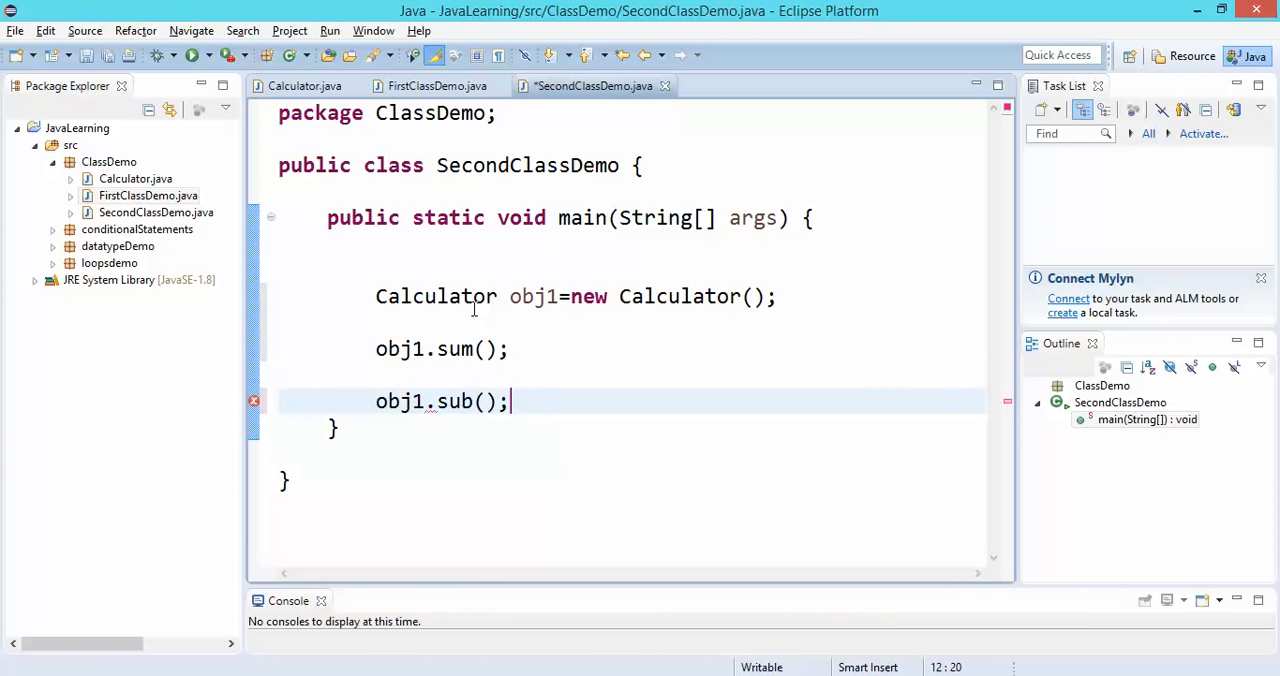 Java - JavaLearning/src/ClassDemo/SecondClassDemo.java - Eclipse Platform
File Edit Source Refactor Navigate Search Project Run Window Help
Quick Access Resource Java
Package Explorer
JavaLearning
src
ClassDemo
Calculator.java
FirstClassDemo.java
SecondClassDemo.java
conditionalStatements
datatypeDemo
loopsdemo
JRE System Library [JavaSE-1.8]
Calculator.java FirstClassDemo.java *SecondClassDemo.java
package ClassDemo;
public class SecondClassDemo {
public static void main(String[] args) {
Calculator obj1=new Calculator();
obj1.sum();
obj1.sub();
}
}
Task List
Find All Activate...
Connect Mylyn
Connect to your task and ALM tools or
create a local task.
Outline
ClassDemo
SecondClassDemo
main(String[]) : void
Console
No consoles to display at this time.
Writable Smart Insert 12 : 20